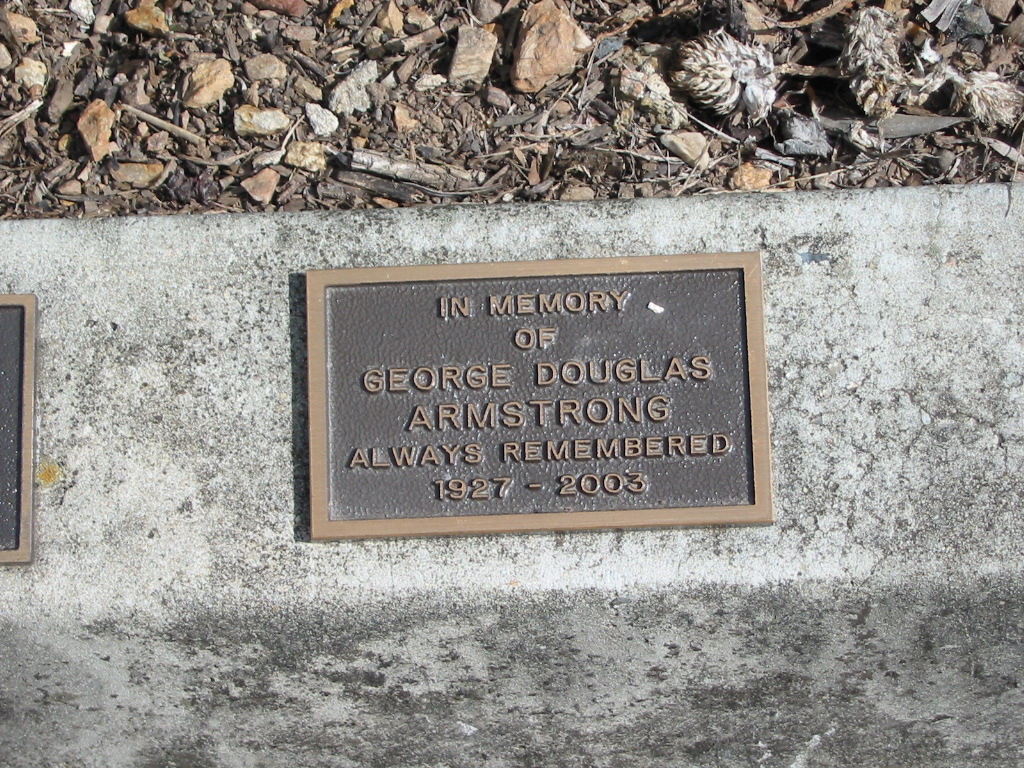 IN MEMORY
OF
GEORGE DOUGLAS
ARMSTRONG
ALWAYS REMEMBERED
1927 - 2003